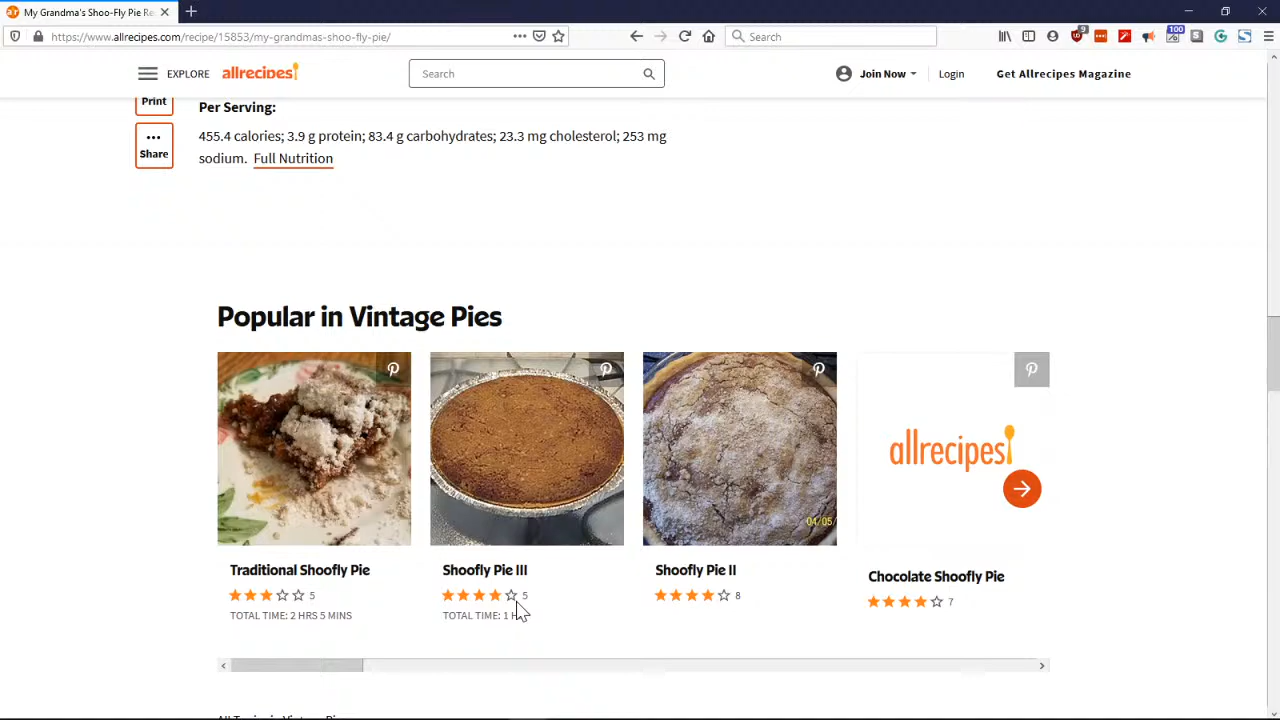 My Grandma's Shoo-Fly Pie Re
https://www.allrecipes.com/recipe/15853/my-grandmas-shoo-fly-pie/
Search
9
100
EXPLORE
allrecipes
Search
Join Now
Login
Get Allrecipes Magazine
Print
Share
Per Serving:
455.4 calories; 3.9 g protein; 83.4 g carbohydrates; 23.3 mg cholesterol; 253 mg
sodium. Full Nutrition
Popular in Vintage Pies
04/05/
allrecipes
Traditional Shoofly Pie
5
TOTAL TIME: 2 HRS 5 MINS
Shoofly Pie III
5
TOTAL TIME: 1 H
Shoofly Pie II
8
Chocolate Shoofly Pie
7